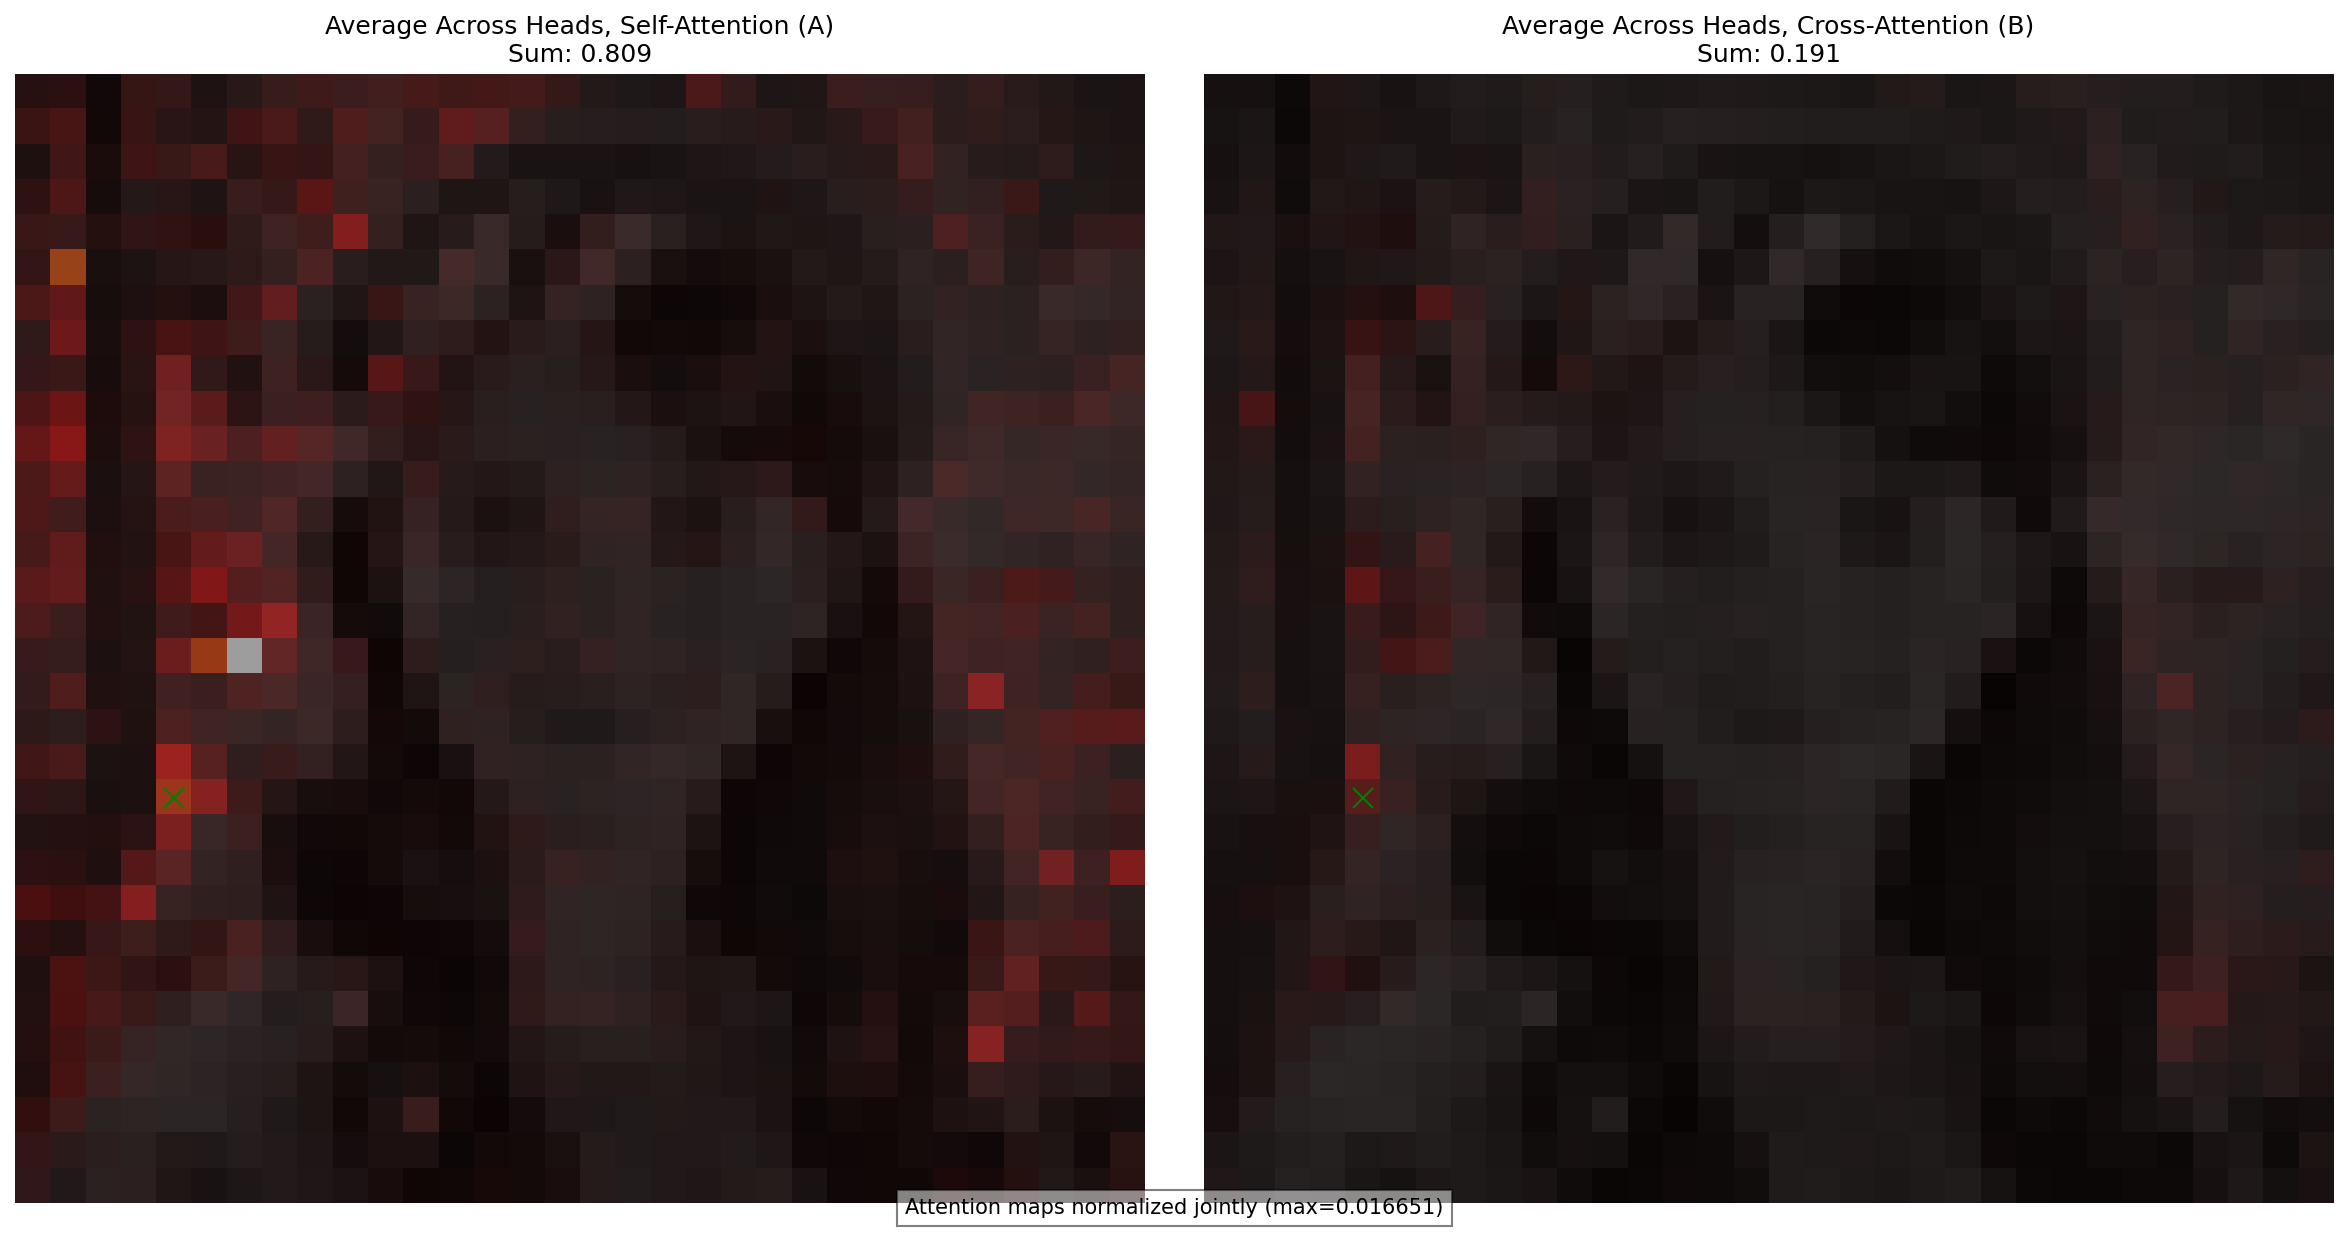 Average Across Heads, Self-Attention (A)
Sum: 0.809
Average Across Heads, Cross-Attention (B)
Sum: 0.191
Attention maps normalized jointly (max=0.016651)